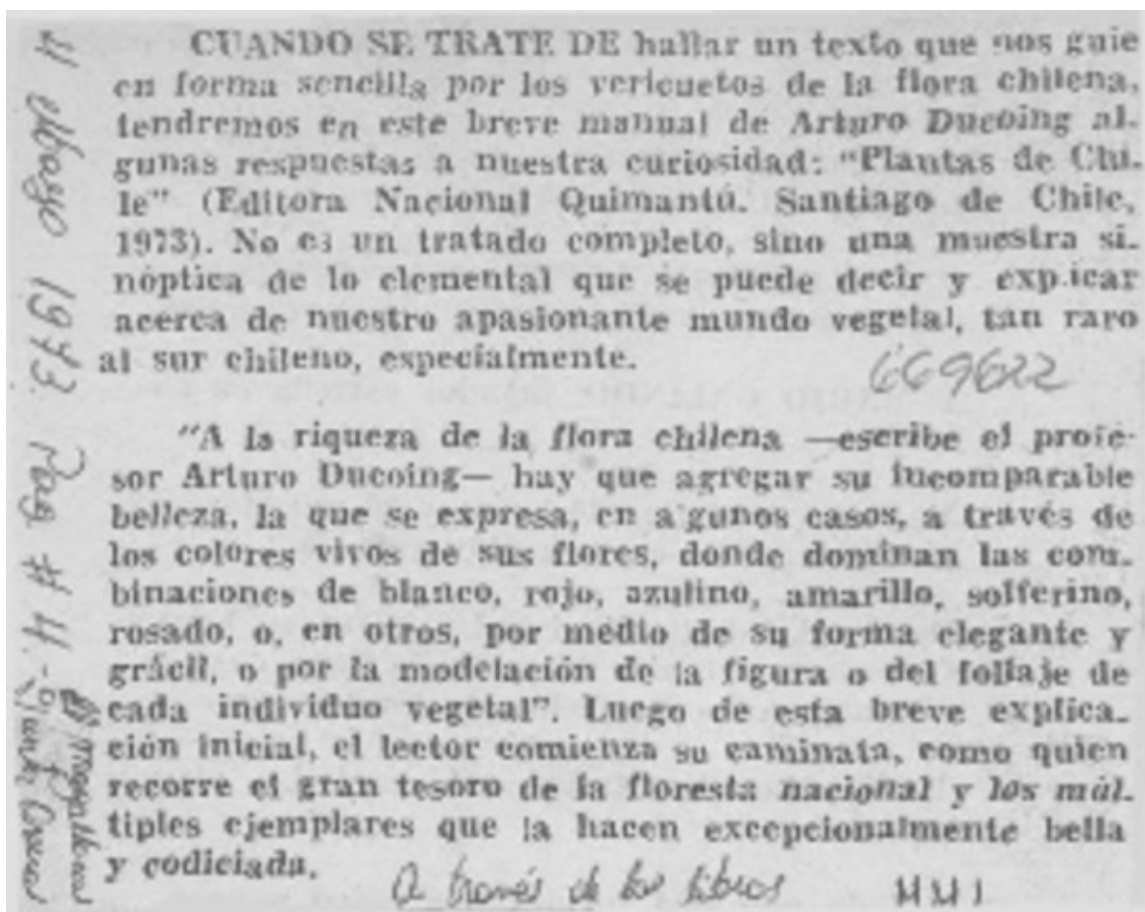 CUANDO SE TRATE DE hallar un texto que nos guíe
en forma sencilla por los vericuetos de la flora chilena,
tendremos en este breve manual de Arturo Ducoing al-
gunas respuestas a nuestra curiosidad: "Plantas de Chi-
le" (Editora Nacional Quimantú. Santiago de Chile,
1973). No es un tratado completo, sino una muestra si-
nóptica de lo elemental que se puede decir y explicar
acerca de nuestro apasionante mundo vegetal, tan raro
al sur chileno, especialmente.
669622
"A la riqueza de la flora chilena —escribe el profe-
sor Arturo Ducoing— hay que agregar su incomparable
belleza, la que se expresa, en algunos casos, a través de
los colores vivos de sus flores, donde dominan las com-
binaciones de blanco, rojo, azulino, amarillo, solferino,
rosado, o, en otros, por medio de su forma elegante y
grácil, o por la modelación de la figura o del follaje de
cada individuo vegetal". Luego de esta breve explica-
ción inicial, el lector comienza su caminata, como quien
recorre el gran tesoro de la floresta nacional y los múl-
tiples ejemplares que la hacen excepcionalmente bella
y codiciada.
A través de los libros
1973 Pag # 4.- Punta Arenas